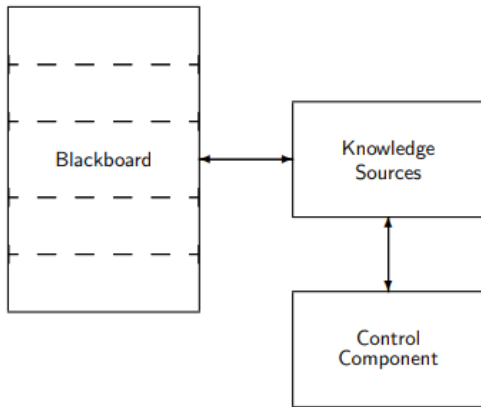 Blackboard
Knowledge
Sources
Control
Component